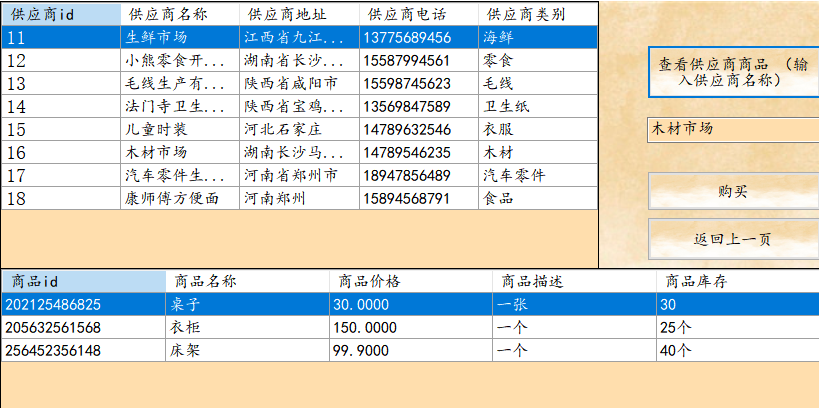 供应商id 供应商名称 供应商地址 供应商电话 供应商类别
11 生鲜市场 江西省九江... 13775689456 海鲜
12 小熊零食开... 湖南省长沙... 15587994561 零食
13 毛线生产有... 陕西省咸阳市 15598745623 毛线
14 法门寺卫生... 陕西省宝鸡... 13569847589 卫生纸
15 儿童时装 河北石家庄 14789632546 衣服
16 木材市场 湖南长沙马... 14789546235 木材
17 汽车零件生... 河南省郑州市 18947856489 汽车零件
18 康师傅方便面 河南郑州 15894568791 食品
查看供应商商品 (输
入供应商名称)
木材市场
购买
返回上一页
商品id 商品名称 商品价格 商品描述 商品库存
202125486825 桌子 30.0000 一张 30
205632561568 衣柜 150.0000 一个 25个
256452356148 床架 99.9000 一个 40个